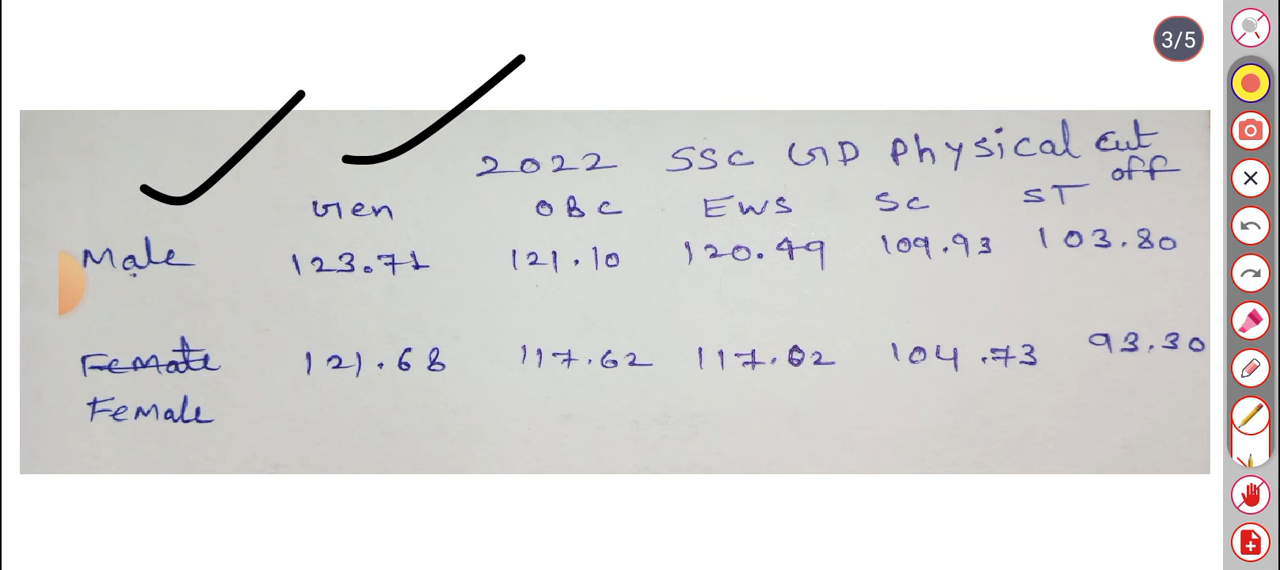 3/5
2022 SSC GD Physical Cut off
Gen OBC EWS SC ST
Male 123.71 121.10 120.49 109.93 103.80
Female 121.68 117.62 117.02 104.73 93.30
Female